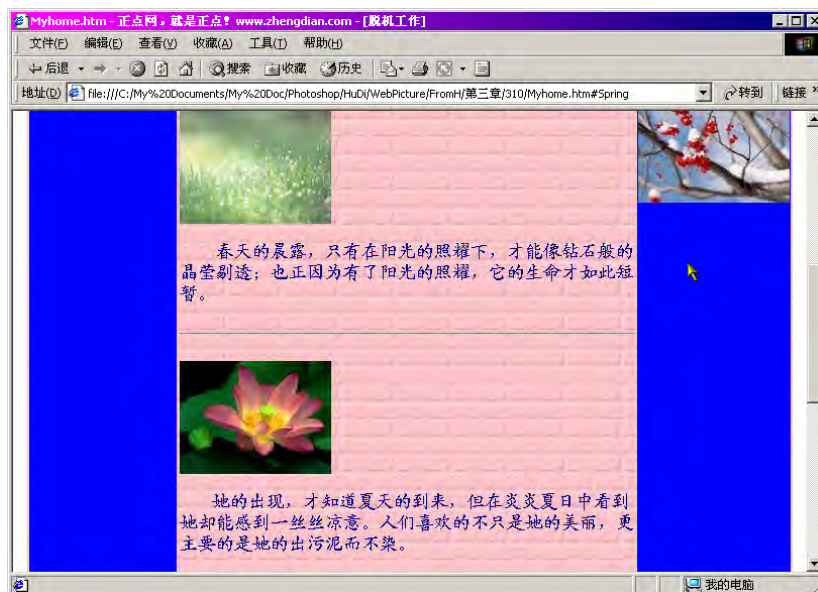 Myhome.htm - 正点网，就是正点！www.zhengdian.com - [脱机工作]
文件(F) 编辑(E) 查看(V) 收藏(A) 工具(T) 帮助(H)
后退 搜索 收藏 历史
地址(D) file:///C:/My%20Documents/My%20Doc/Photoshop/HuDi/WebPicture/FromH/第三章/310/Myhome.htm#Spring 转到 链接 »
春天的晨露，只有在阳光的照耀下，才能像钻石般的
晶莹剔透；也正因为有了阳光的照耀，它的生命才如此短
暂。
她的出现，才知道夏天的到来，但在炎炎夏日中看到
她却能感到一丝丝凉意。人们喜欢的不只是她的美丽，更
主要的是她的出污泥而不染。
我的电脑